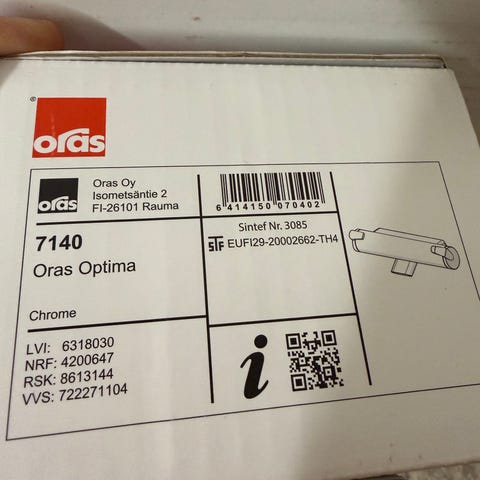 ®
oras
oras
Oras Oy
Isometsäntie 2
FI-26101 Rauma
7140
Oras Optima
Chrome
LVI: 6318030
NRF: 4200647
RSK: 8613144
VVS: 722271104
6 414150 070402
Sintef Nr. 3085
STF EUFI29-20002662-TH4
i